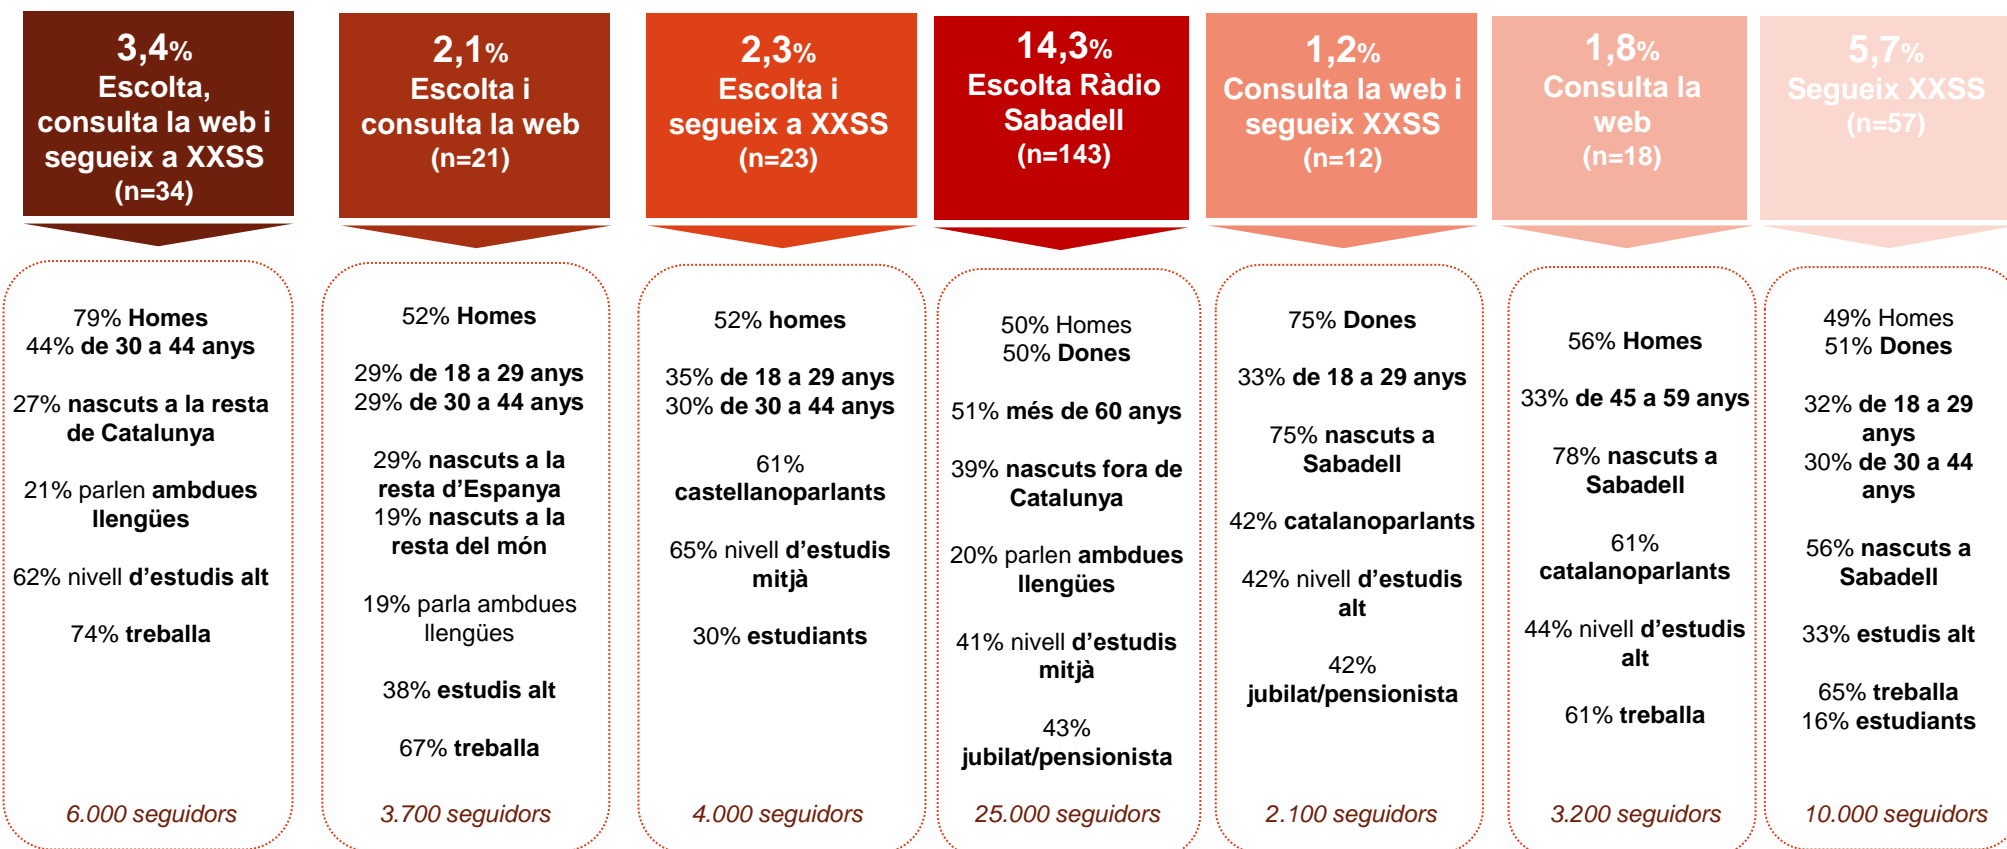 3,4%
Escolta,
consulta la web i
segueix a XXSS
(n=34)
79% Homes
44% de 30 a 44 anys
27% nascuts a la resta
de Catalunya
21% parlen ambdues
llengües
62% nivell d'estudis alt
74% treballa
6.000 seguidors
2,1%
Escolta i
consulta la web
(n=21)
52% Homes
29% de 18 a 29 anys
29% de 30 a 44 anys
29% nascuts a la
resta d'Espanya
19% nascuts a la
resta del món
19% parla ambdues
llengües
38% estudis alt
67% treballa
3.700 seguidors
2,3%
Escolta i
segueix a XXSS
(n=23)
52% homes
35% de 18 a 29 anys
30% de 30 a 44 anys
61%
castellanoparlants
65% nivell d'estudis
mitjà
30% estudiants
4.000 seguidors
14,3%
Escolta Ràdio
Sabadell
(n=143)
50% Homes
50% Dones
51% més de 60 anys
39% nascuts fora de
Catalunya
20% parlen ambdues
llengües
41% nivell d'estudis
mitjà
43%
jubilat/pensionista
25.000 seguidors
1,2%
Consulta la web i
segueix XXSS
(n=12)
75% Dones
33% de 18 a 29 anys
75% nascuts a
Sabadell
42% catalanoparlants
42% nivell d'estudis
alt
42%
jubilat/pensionista
2.100 seguidors
1,8%
Consulta la
web
(n=18)
56% Homes
33% de 45 a 59 anys
78% nascuts a
Sabadell
61%
catalanoparlants
44% nivell d'estudis
alt
61% treballa
3.200 seguidors
5,7%
Segueix XXSS
(n=57)
49% Homes
51% Dones
32% de 18 a 29
anys
30% de 30 a 44
anys
56% nascuts a
Sabadell
33% estudis alt
65% treballa
16% estudiants
10.000 seguidors